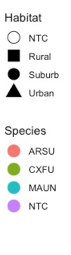 Habitat
NTC
Rural
Suburb
Urban
Species
ARSU
CXFU
MAUN
NTC